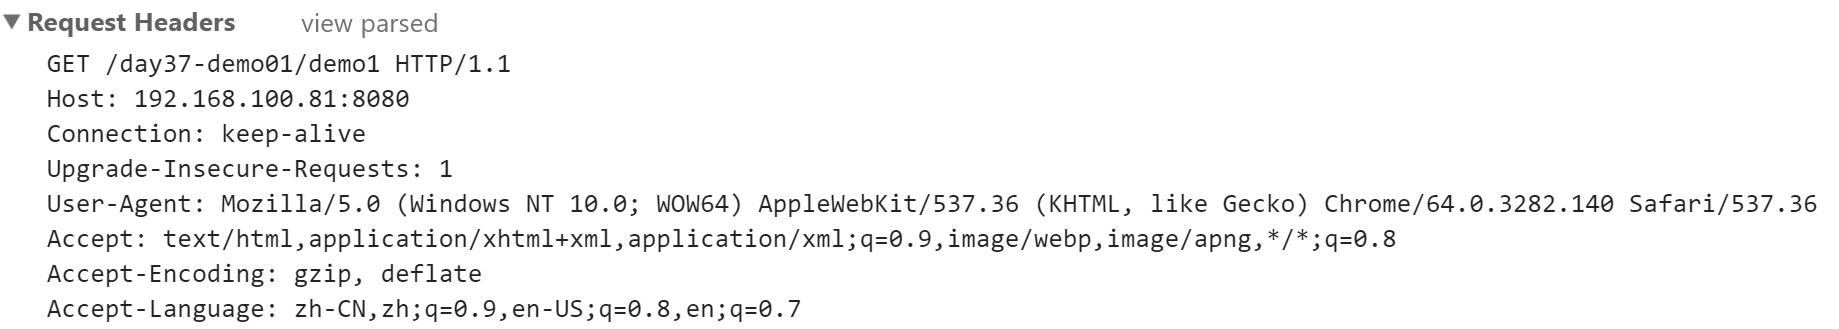 Request Headers view parsed
GET /day37-demo01/demo1 HTTP/1.1
Host: 192.168.100.81:8080
Connection: keep-alive
Upgrade-Insecure-Requests: 1
User-Agent: Mozilla/5.0 (Windows NT 10.0; WOW64) AppleWebKit/537.36 (KHTML, like Gecko) Chrome/64.0.3282.140 Safari/537.36
Accept: text/html,application/xhtml+xml,application/xml;q=0.9,image/webp,image/apng,*/*;q=0.8
Accept-Encoding: gzip, deflate
Accept-Language: zh-CN,zh;q=0.9,en-US;q=0.8,en;q=0.7